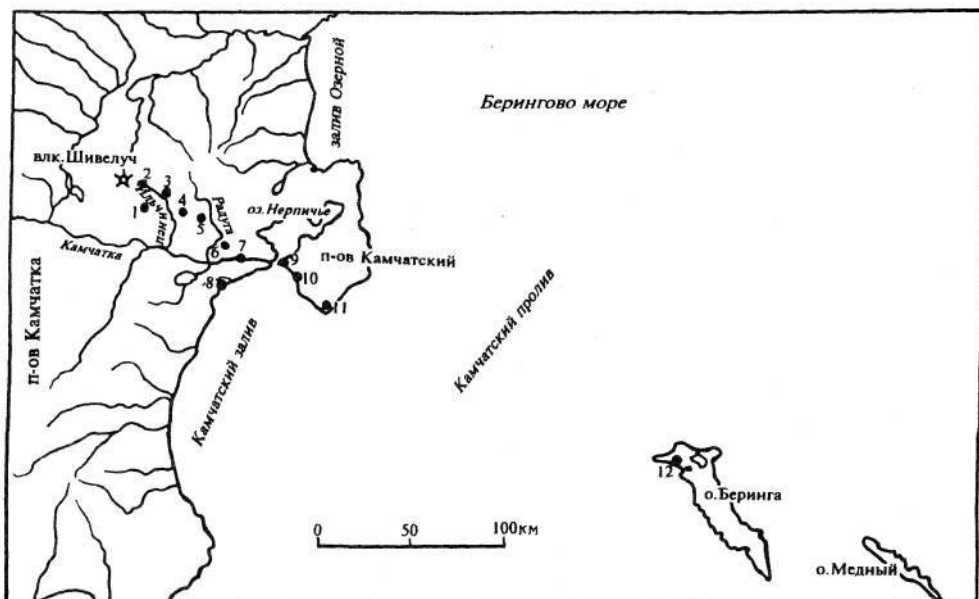 залив Озерной
Берингово море
влк.Шивелуч
2
3
Ильчинец
1
4
5
Радуга
оз.Нерпичье
Камчатка
6
7
9
п-ов Камчатский
8
10
11
п-ов Камчатка
Камчатский залив
Камчатский пролив
12
о.Беринга
0 50 100км
о.Медный